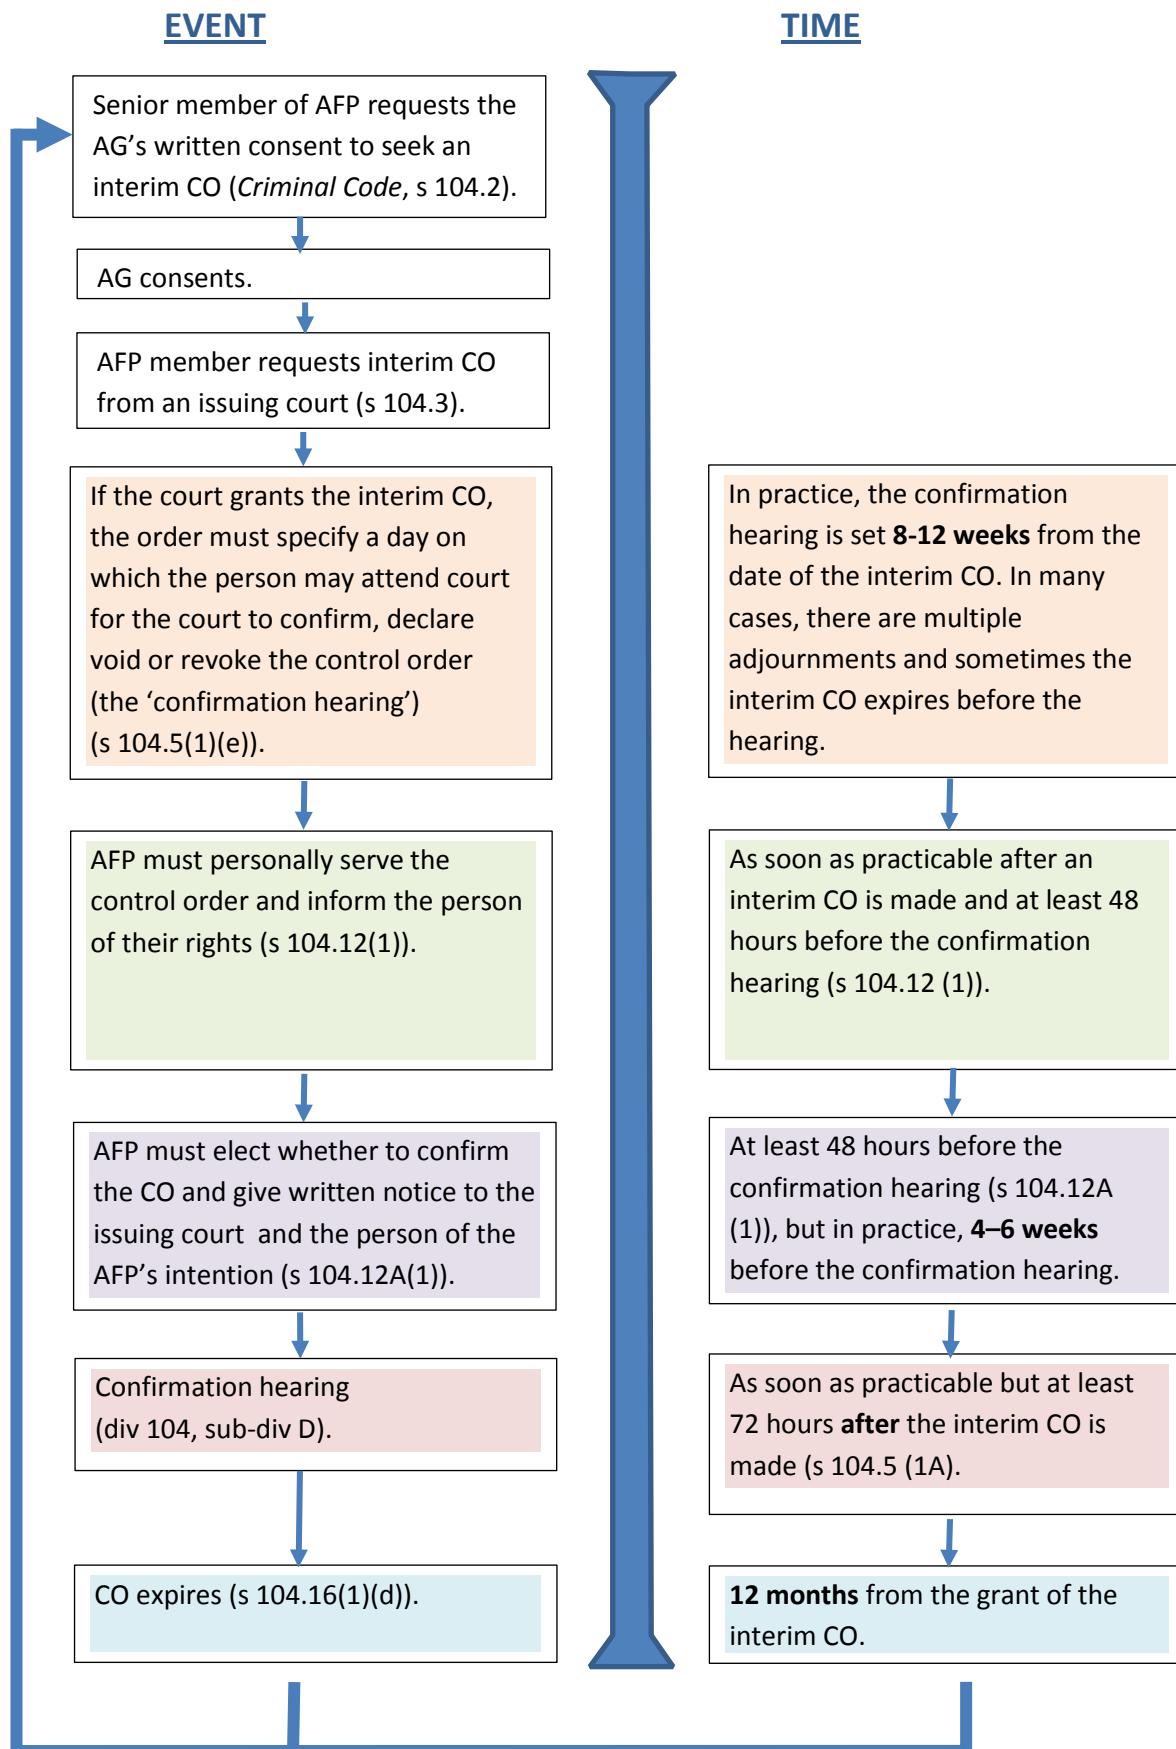 EVENT
TIME
Senior member of AFP requests the
AG’s written consent to seek an
interim CO (Criminal Code, s 104.2).
AG consents.
AFP member requests interim CO
from an issuing court (s 104.3).
If the court grants the interim CO,
the order must specify a day on
which the person may attend court
for the court to confirm, declare
void or revoke the control order
(the ‘confirmation hearing’)
(s 104.5(1)(e)).
In practice, the confirmation
hearing is set 8-12 weeks from the
date of the interim CO. In many
cases, there are multiple
adjournments and sometimes the
interim CO expires before the
hearing.
AFP must personally serve the
control order and inform the person
of their rights (s 104.12(1)).
As soon as practicable after an
interim CO is made and at least 48
hours before the confirmation
hearing (s 104.12 (1)).
AFP must elect whether to confirm
the CO and give written notice to the
issuing court  and the person of the
AFP’s intention (s 104.12A(1)).
At least 48 hours before the
confirmation hearing (s 104.12A
(1)), but in practice, 4–6 weeks
before the confirmation hearing.
Confirmation hearing
(div 104, sub-div D).
As soon as practicable but at least
72 hours after the interim CO is
made (s 104.5 (1A).
CO expires (s 104.16(1)(d)).
12 months from the grant of the
interim CO.